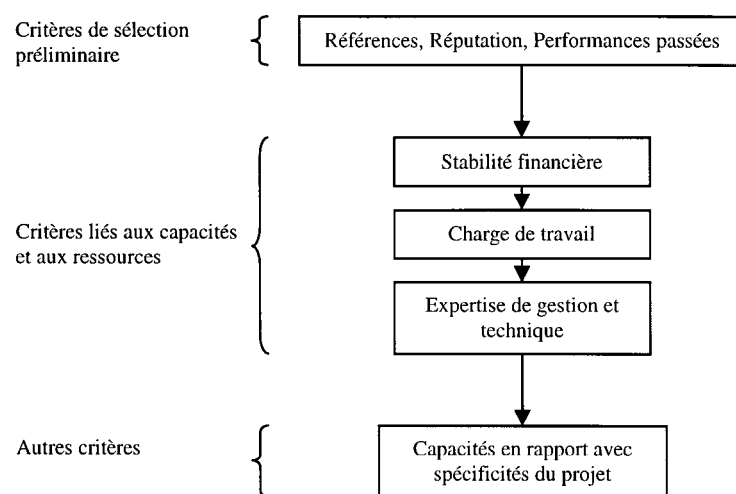 Critères de sélection
préliminaire
Références, Réputation, Performances passées
Critères liés aux capacités
et aux ressources
Stabilité financière
Charge de travail
Expertise de gestion et
technique
Autres critères
Capacités en rapport avec
spécificités du projet